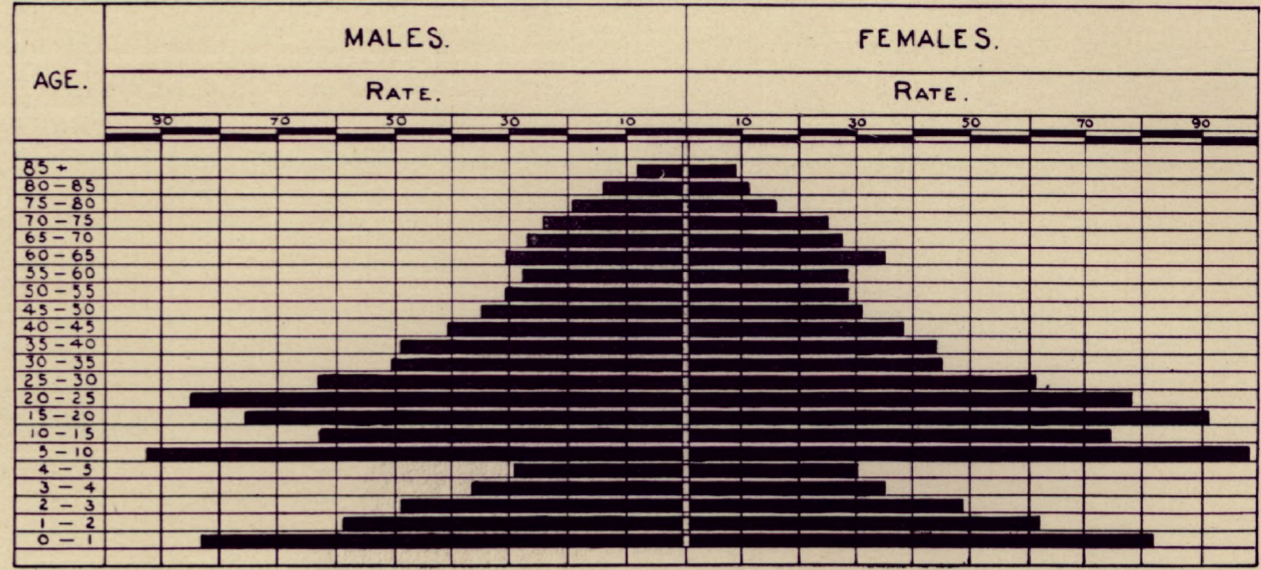 AGE.
MALES.
FEMALES.
RATE.
RATE.
90 70 50 30 10 10 30 50 70 90
85 +
80 – 85
75 – 80
70 – 75
65 – 70
60 – 65
55 – 60
50 – 55
45 – 50
40 – 45
35 – 40
30 – 35
25 – 30
20 – 25
15 – 20
10 – 15
5 – 10
4 – 5
3 – 4
2 – 3
1 – 2
0 – 1